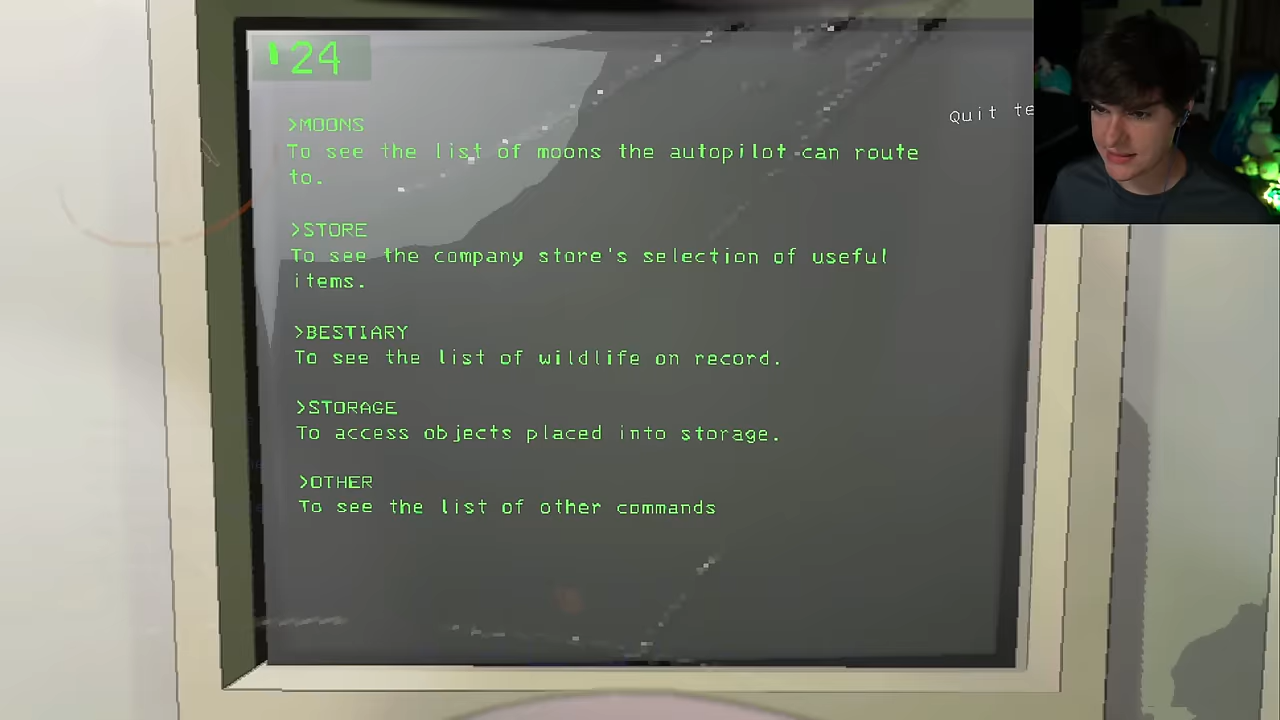 24
Quit te
>MOONS
To see the list of moons the autopilot can route
to.
>STORE
To see the company store's selection of useful
items.
>BESTIARY
To see the list of wildlife on record.
>STORAGE
To access objects placed into storage.
>OTHER
To see the list of other commands